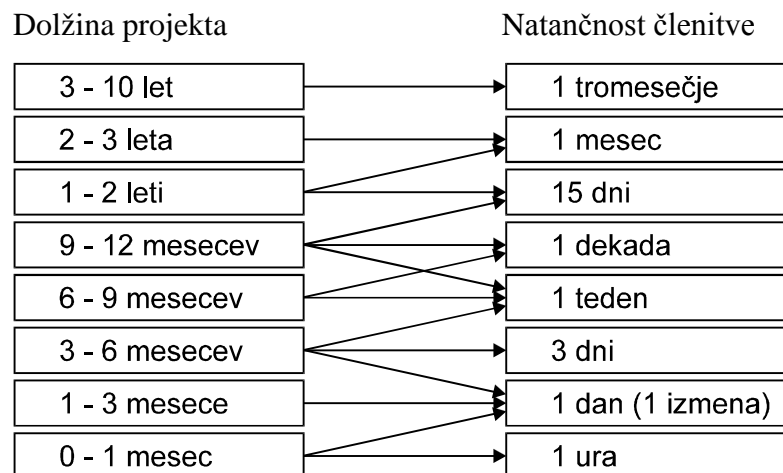 Dolžina projekta Natančnost členitve
3 - 10 let 1 tromesečje
2 - 3 leta 1 mesec
1 - 2 leti 15 dni
9 - 12 mesecev 1 dekada
6 - 9 mesecev 1 teden
3 - 6 mesecev 3 dni
1 - 3 mesece 1 dan (1 izmena)
0 - 1 mesec 1 ura